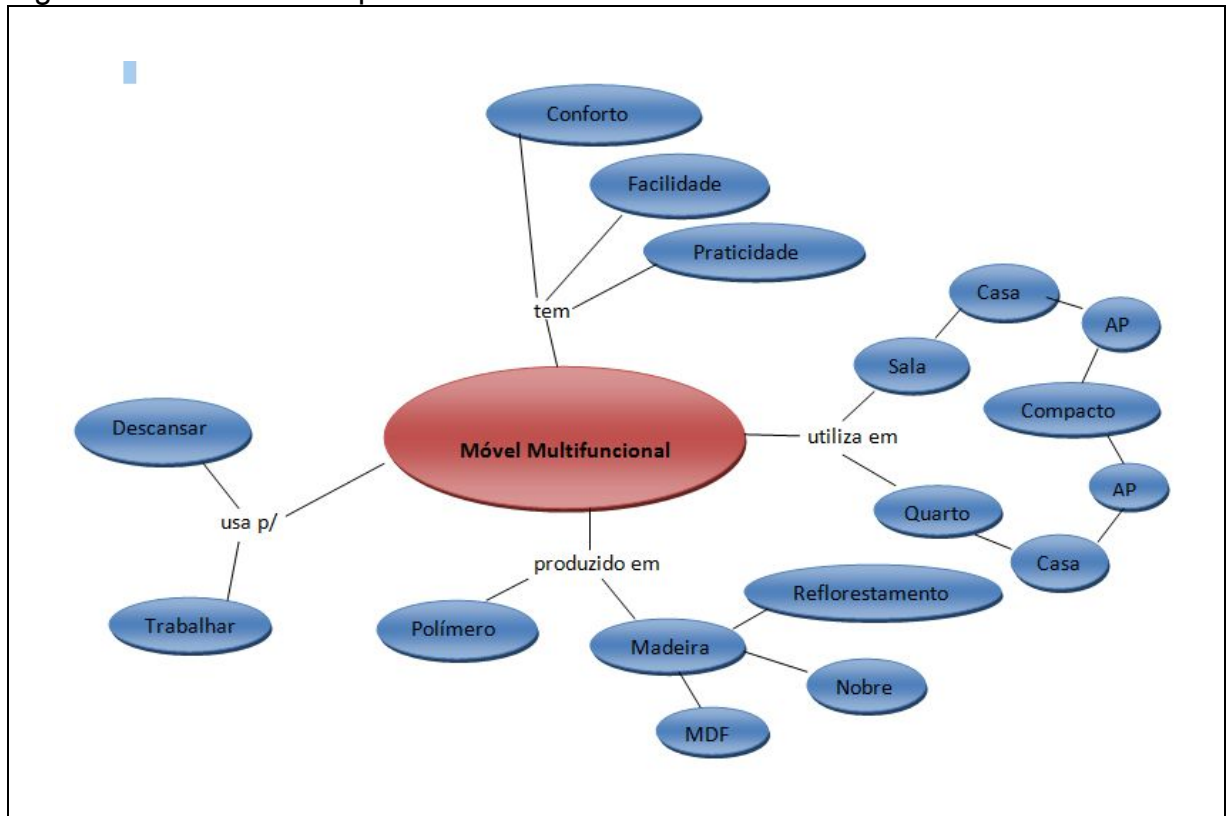 Conforto
Facilidade
Praticidade
tem
Casa
AP
Sala
Compacto
Descansar
Móvel Multifuncional
utiliza em
AP
Quarto
usa p/
produzido em
Casa
Reflorestamento
Trabalhar
Polímero
Madeira
Nobre
MDF